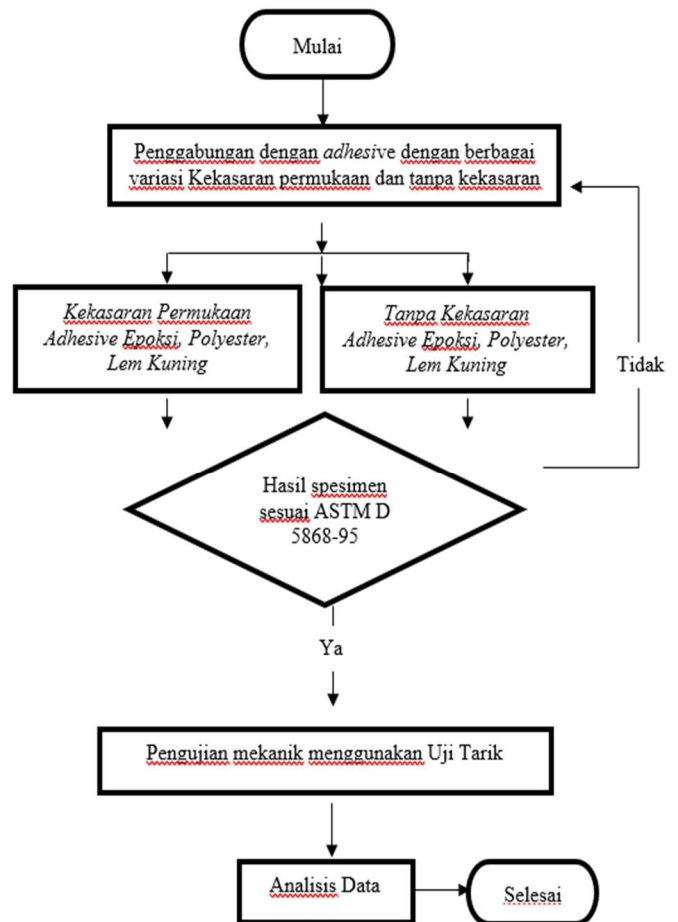 Mulai
Penggabungan dengan adhesive dengan berbagai
variasi Kekasaran permukaan dan tanpa kekasaran
Kekasaran Permukaan
Adhesive Epoksi, Polyester,
Lem Kuning
Tanpa Kekasaran
Adhesive Epoksi, Polyester,
Lem Kuning
Tidak
Hasil spesimen
sesuai ASTM D
5868-95
Ya
Pengujian mekanik menggunakan Uji Tarik
Analisis Data
Selesai